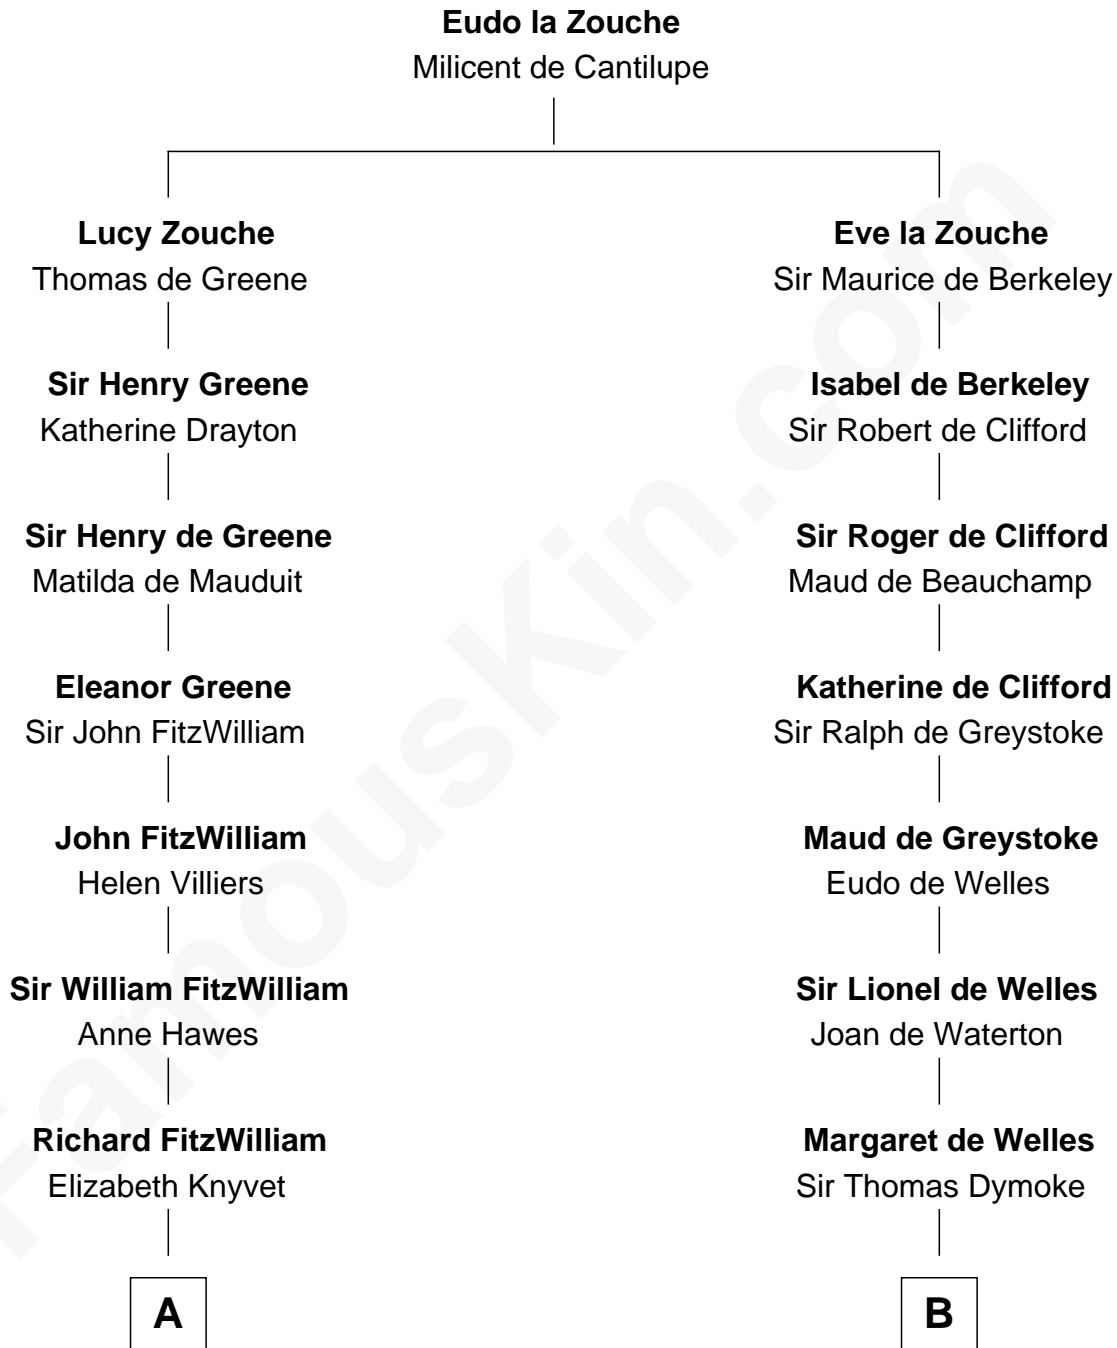 Eudo la Zouche
Milicent de Cantilupe
Lucy Zouche
Thomas de Greene
Eve la Zouche
Sir Maurice de Berkeley
Sir Henry Greene
Katherine Drayton
Isabel de Berkeley
Sir Robert de Clifford
Sir Henry de Greene
Matilda de Mauduit
Sir Roger de Clifford
Maud de Beauchamp
Eleanor Greene
Sir John FitzWilliam
Katherine de Clifford
Sir Ralph de Greystoke
John FitzWilliam
Helen Villiers
Maud de Greystoke
Eudo de Welles
Sir William FitzWilliam
Anne Hawes
Sir Lionel de Welles
Joan de Waterton
Richard FitzWilliam
Elizabeth Knyvet
Margaret de Welles
Sir Thomas Dymoke
A
B
FamousKin.com